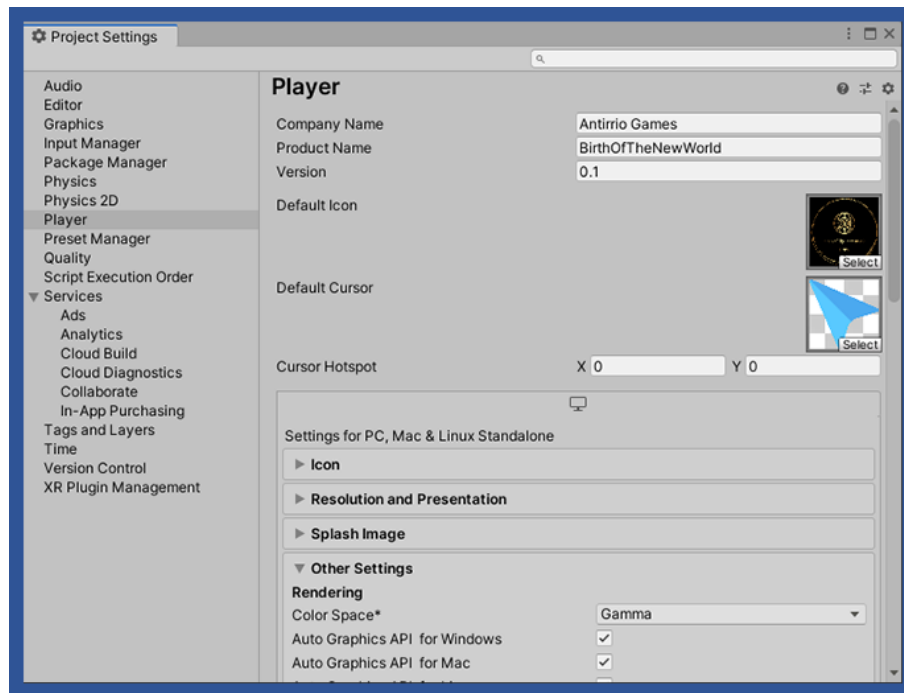 Project Settings
Audio
Editor
Graphics
Input Manager
Package Manager
Physics
Physics 2D
Player
Preset Manager
Quality
Script Execution Order
Services
Ads
Analytics
Cloud Build
Cloud Diagnostics
Collaborate
In-App Purchasing
Tags and Layers
Time
Version Control
XR Plugin Management
Player
Company Name Antirrio Games
Product Name BirthOfTheNewWorld
Version 0.1
Default Icon
Select
Default Cursor
Select
Cursor Hotspot X 0 Y 0
Settings for PC, Mac & Linux Standalone
Icon
Resolution and Presentation
Splash Image
Other Settings
Rendering
Color Space* Gamma
Auto Graphics API for Windows
Auto Graphics API for Mac